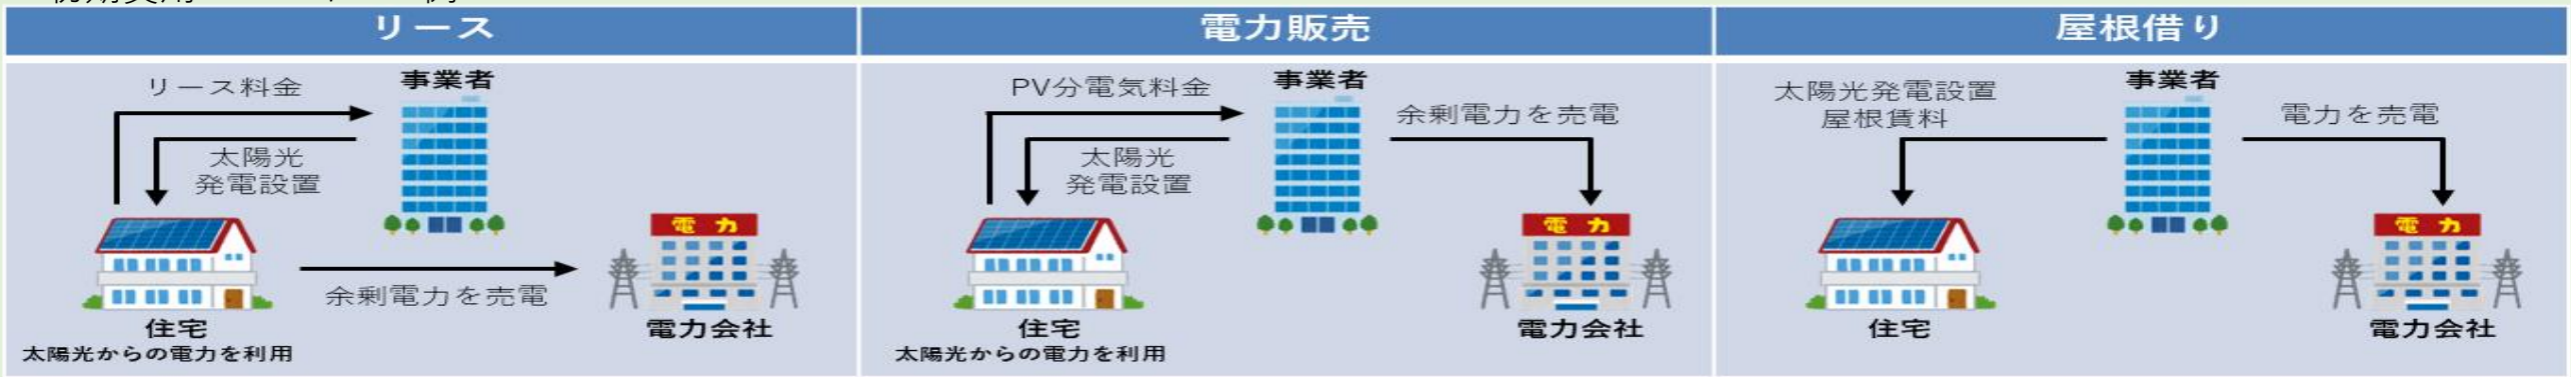 リース
リース料金
事業者
太陽光
発電設置
電力
余剰電力を売電
住宅
太陽光からの電力を利用
電力会社
電力販売
PV分電気料金
事業者
余剰電力を売電
太陽光
発電設置
電力
住宅
太陽光からの電力を利用
電力会社
屋根借り
太陽光発電設置
屋根賃料
事業者
電力を売電
電力
住宅
電力会社